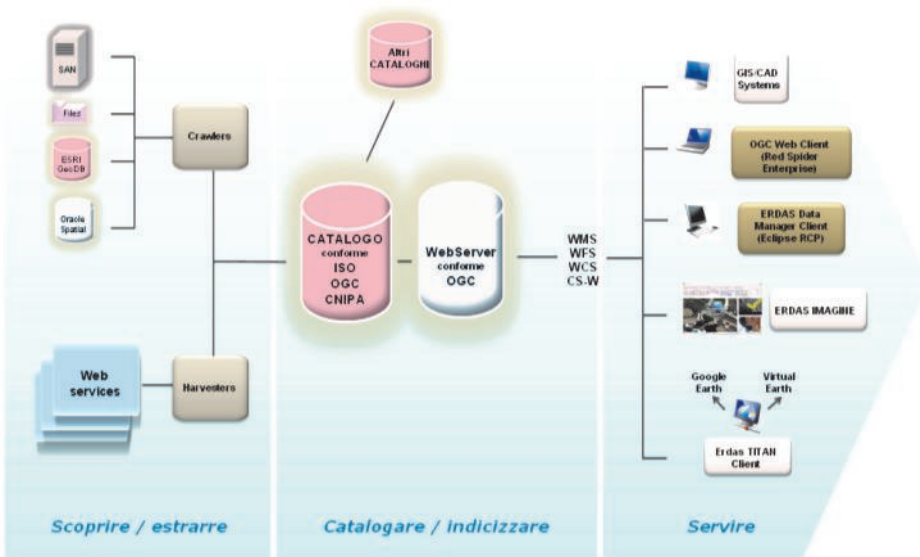 SAN
Files
ESRI
GeoDB
Oracle
Spatial
Crawlers
Web
services
Harvesters
Scoprire / estrarre
Altri
CATALOGHI
CATALOGO
conforme
ISO
OGC
CNIPA
WebServer
conforme
OGC
Catalogare / indicizzare
WMS
WFS
WCS
CS-W
GIS/CAD
Systems
OGC Web Client
(Red Spider
Enterprise)
ERDAS Data
Manager Client
(Eclipse RCP)
ERDAS IMAGINE
Google
Earth
Virtual
Earth
Erdas TITAN
Client
Servire